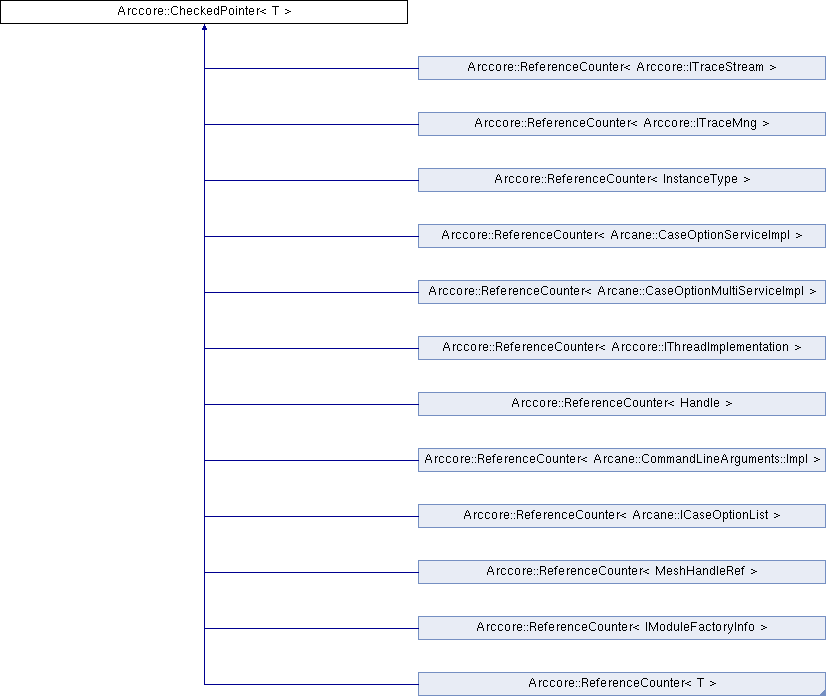 Arccore::CheckedPointer< T >
Arccore::ReferenceCounter< Arccore::ITraceStream >
Arccore::ReferenceCounter< Arccore::ITraceMng >
Arccore::ReferenceCounter< InstanceType >
Arccore::ReferenceCounter< Arcane::CaseOptionServiceImpl >
Arccore::ReferenceCounter< Arcane::CaseOptionMultiServiceImpl >
Arccore::ReferenceCounter< Arccore::IThreadImplementation >
Arccore::ReferenceCounter< Handle >
Arccore::ReferenceCounter< Arcane::CommandLineArguments::Impl >
Arccore::ReferenceCounter< Arcane::ICaseOptionList >
Arccore::ReferenceCounter< MeshHandleRef >
Arccore::ReferenceCounter< IModuleFactoryInfo >
Arccore::ReferenceCounter< T >